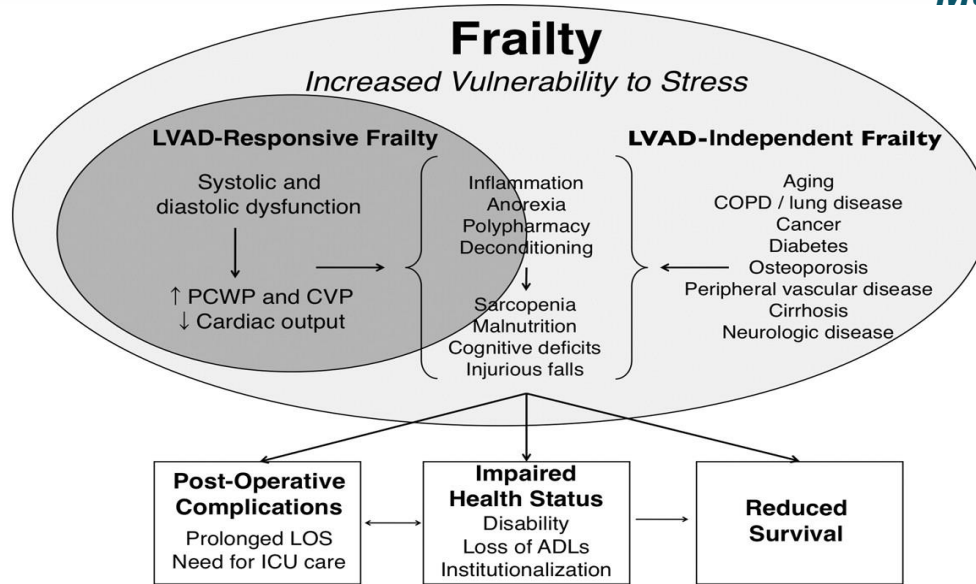 Frailty
Increased Vulnerability to Stress
LVAD-Responsive Frailty
Systolic and
diastolic dysfunction
↑ PCWP and CVP
↓ Cardiac output
Inflammation
Anorexia
Polypharmacy
Deconditioning
Sarcopenia
Malnutrition
Cognitive deficits
Injurious falls
LVAD-Independent Frailty
Aging
COPD / lung disease
Cancer
Diabetes
Osteoporosis
Peripheral vascular disease
Cirrhosis
Neurologic disease
Post-Operative
Complications
Prolonged LOS
Need for ICU care
Impaired
Health Status
Disability
Loss of ADLs
Institutionalization
Reduced
Survival